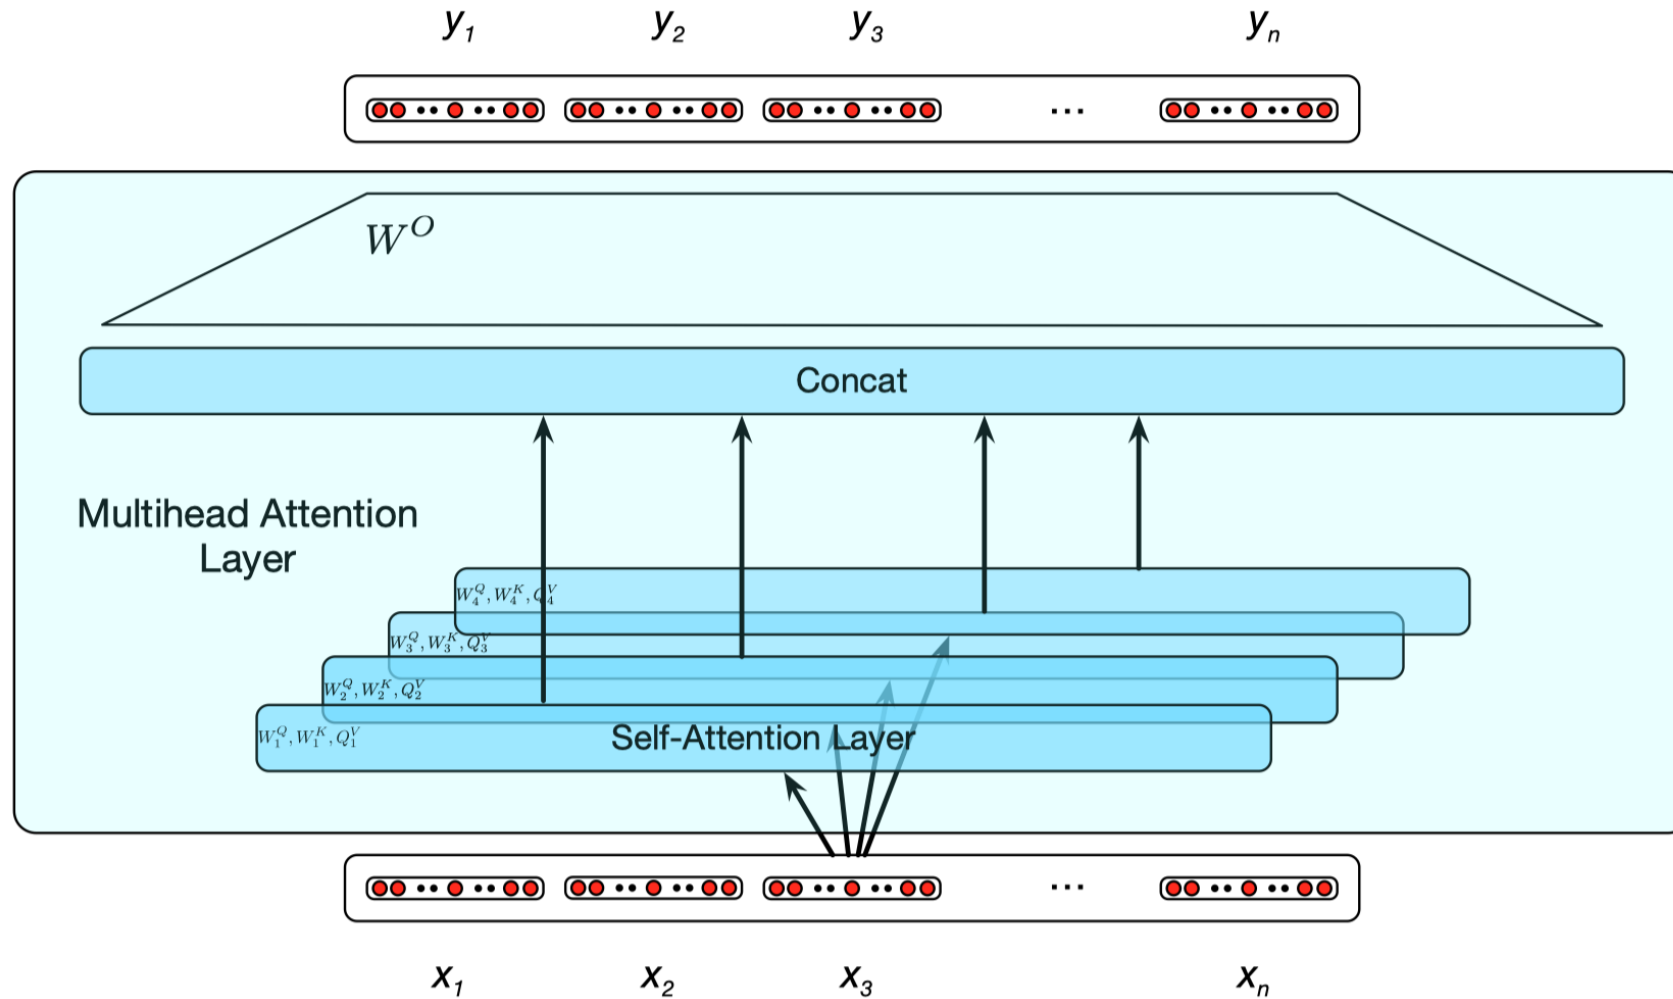 y₁ y₂ y₃ ... yₙ
W^O
Concat
Multihead Attention
Layer
W₄^Q, W₄^K, Q₄^V
W₃^Q, W₃^K, Q₃^V
W₂^Q, W₂^K, Q₂^V
W₁^Q, W₁^K, Q₁^V
Self-Attention Layer
...
x₁ x₂ x₃ xₙ